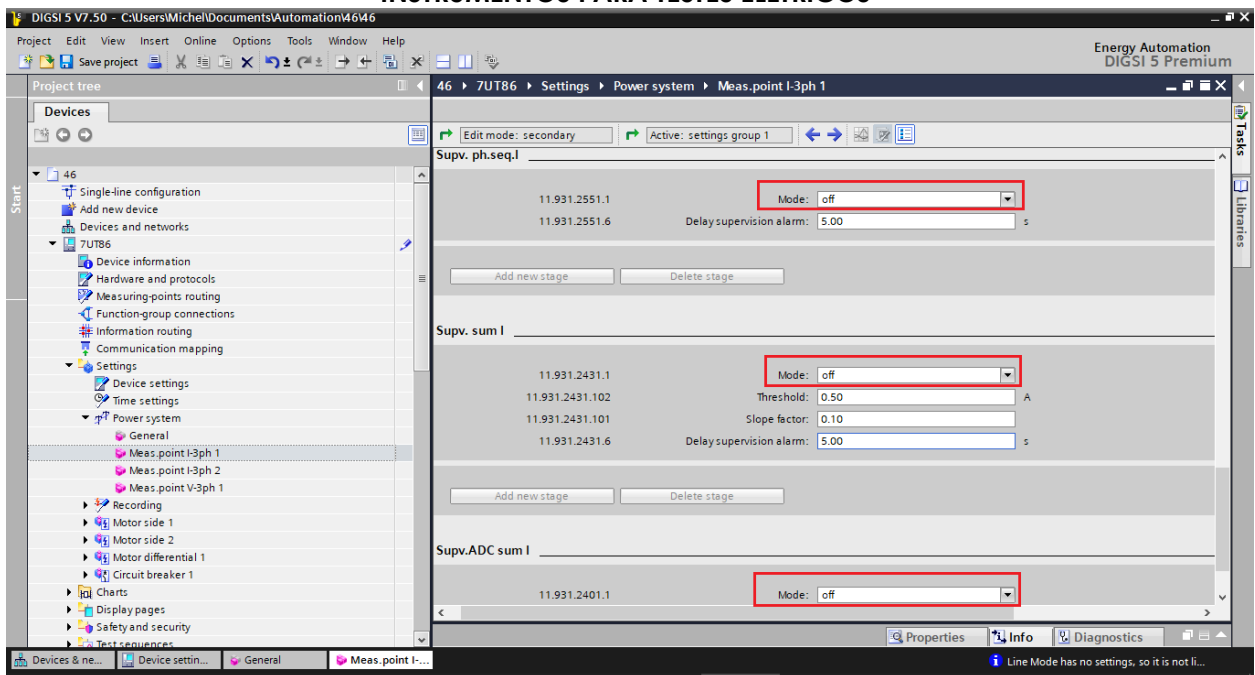 INSTRUMENTOS PARA TESTES ELÉTRICOS
DIGSI 5 V7.50 - C:\Users\Michel\Documents\Automation\46\46
Project Edit View Insert Online Options Tools Window Help
Save project
Energy Automation
DIGSI 5 Premium
Project tree
46 ▸ 7UT86 ▸ Settings ▸ Power system ▸ Meas.point I-3ph 1
Devices
Start
46
Single-line configuration
Add new device
Devices and networks
7UT86
Device information
Hardware and protocols
Measuring-points routing
Function-group connections
Information routing
Communication mapping
Settings
Device settings
Time settings
Power system
General
Meas.point I-3ph 1
Meas.point I-3ph 2
Meas.point V-3ph 1
Recording
Motor side 1
Motor side 2
Motor differential 1
Circuit breaker 1
Charts
Display pages
Safety and security
Test sequences
Edit mode: secondary Active: settings group 1
Supv. ph.seq.I
11.931.2551.1 Mode: off
11.931.2551.6 Delay supervision alarm: 5.00 s
Add new stage Delete stage
Supv. sum I
11.931.2431.1 Mode: off
11.931.2431.102 Threshold: 0.50 A
11.931.2431.101 Slope factor: 0.10
11.931.2431.6 Delay supervision alarm: 5.00 s
Add new stage Delete stage
Supv.ADC sum I
11.931.2401.1 Mode: off
Tasks
Libraries
Properties Info Diagnostics
Devices & ne... Device settin... General Meas.point I-...
Line Mode has no settings, so it is not li...